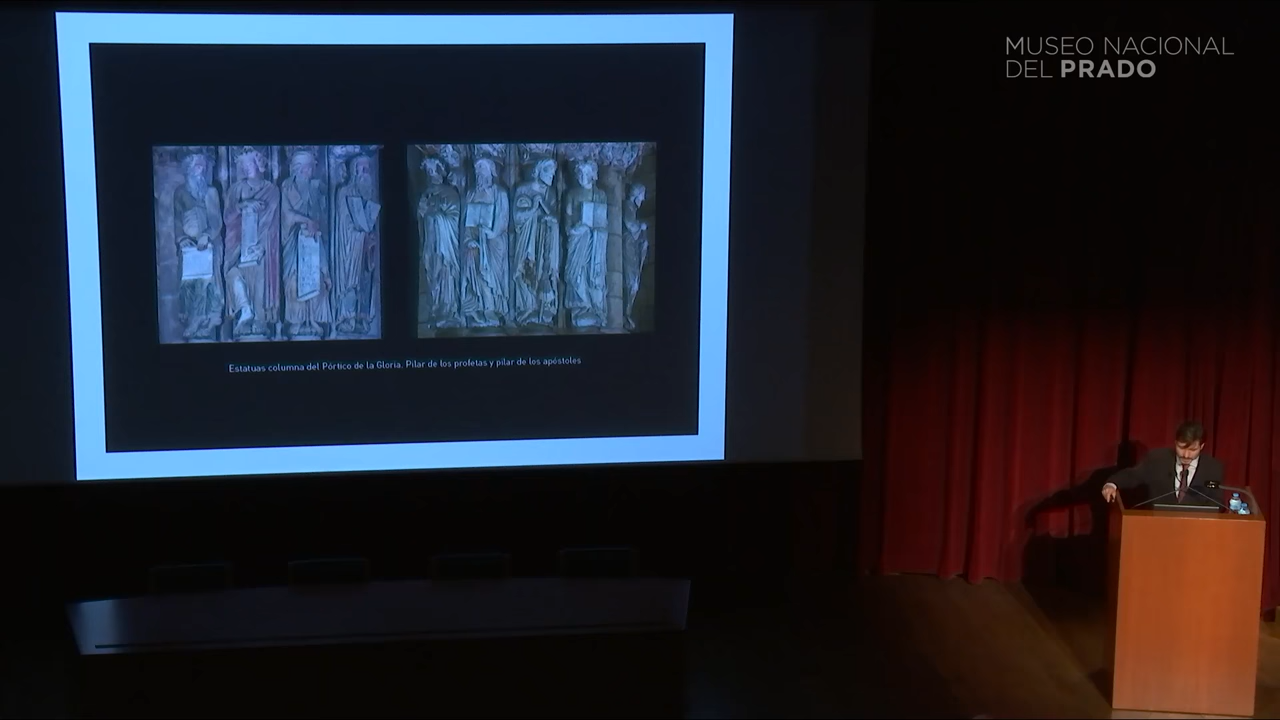 MUSEO NACIONAL
DEL PRADO
Estatuas columna del Pórtico de la Gloria. Pilar de los profetas y pilar de los apóstoles